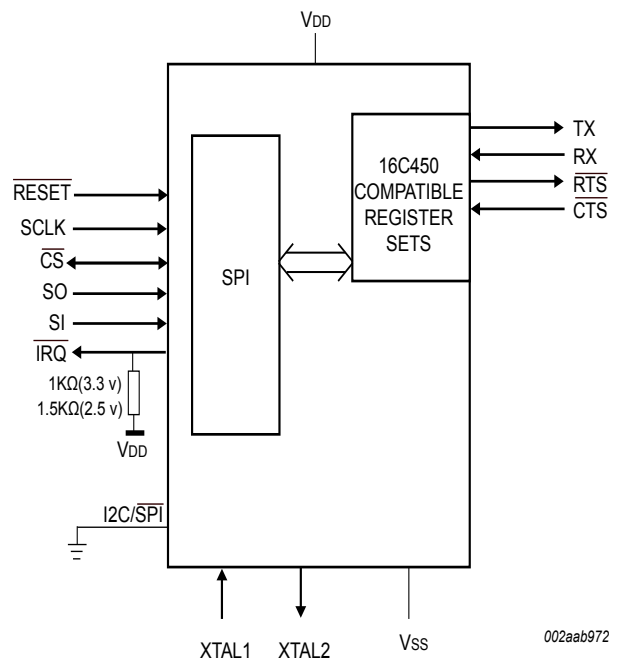 VDD
RESET
SCLK
CS
SO
SI
IRQ
1KΩ(3.3 v)
1.5KΩ(2.5 v)
VDD
I2C/SPI
SPI
16C450
COMPATIBLE
REGISTER
SETS
TX
RX
RTS
CTS
XTAL1
XTAL2
VSS
002aab972